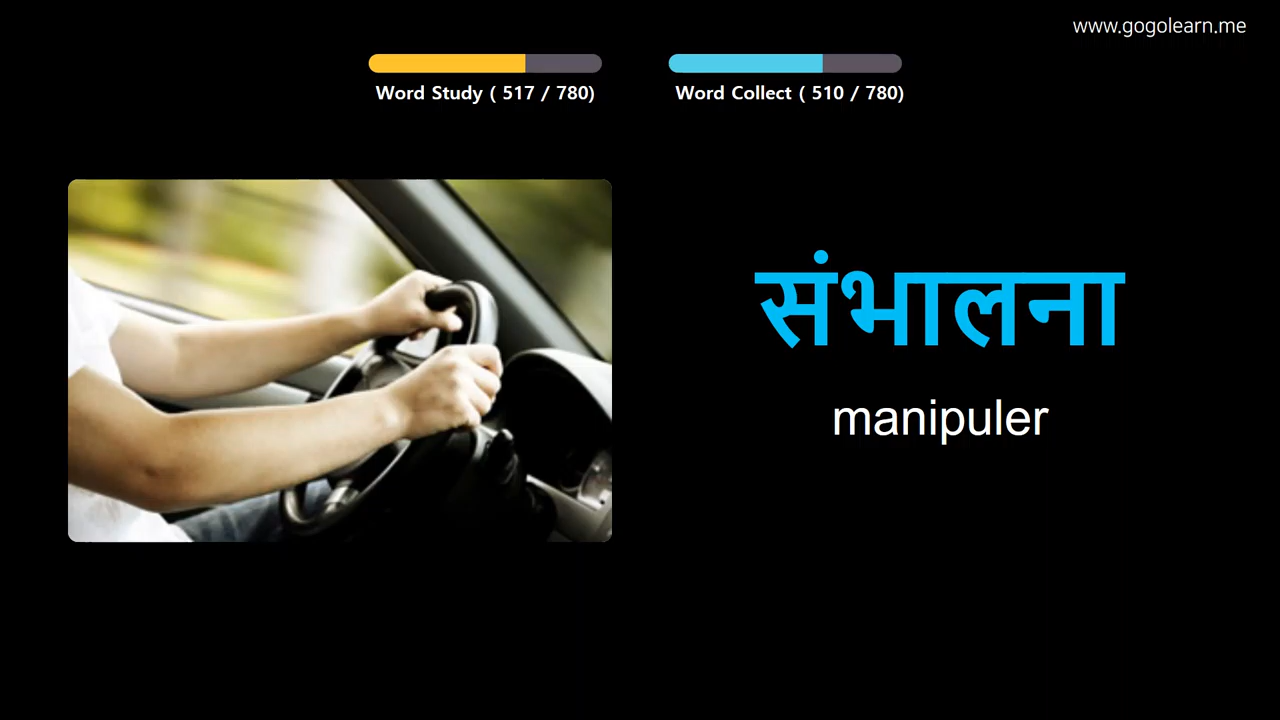 www.gogolearn.me
Word Study ( 517 / 780)
Word Collect ( 510 / 780)
संभालना
manipuler